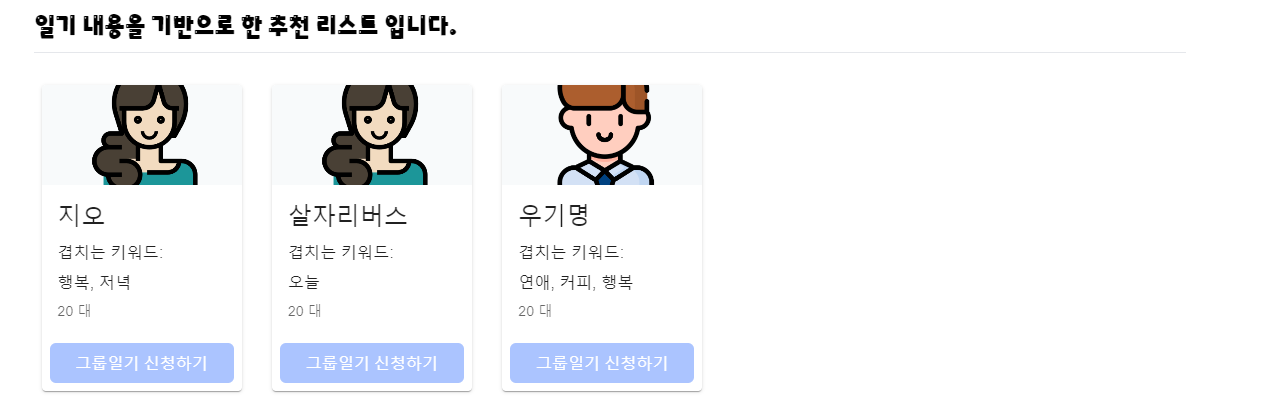 일기 내용을 기반으로 한 추천 리스트 입니다.
지오
겹치는 키워드:
행복, 저녁
20 대
그룹일기 신청하기
살자리버스
겹치는 키워드:
오늘
20 대
그룹일기 신청하기
우기명
겹치는 키워드:
연애, 커피, 행복
20 대
그룹일기 신청하기